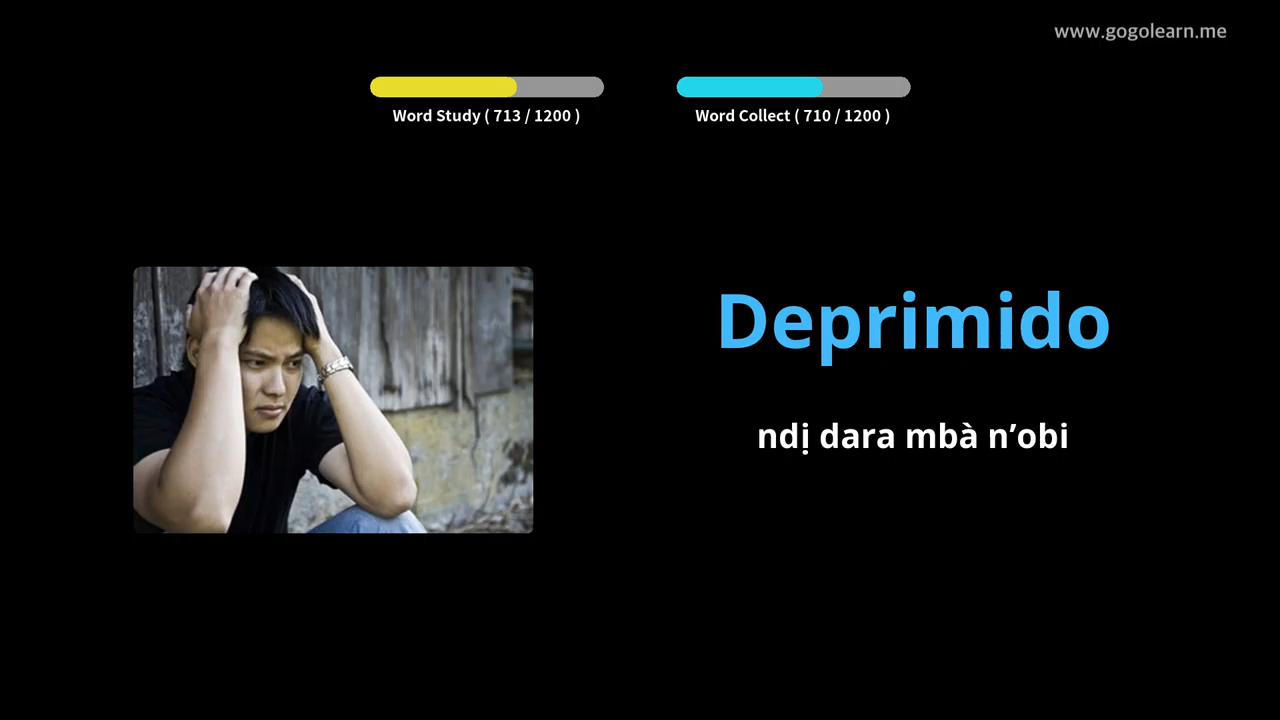 www.gogolearn.me
Word Study ( 713 / 1200 )
Word Collect ( 710 / 1200 )
Deprimido
ndị dara mbà n’obi